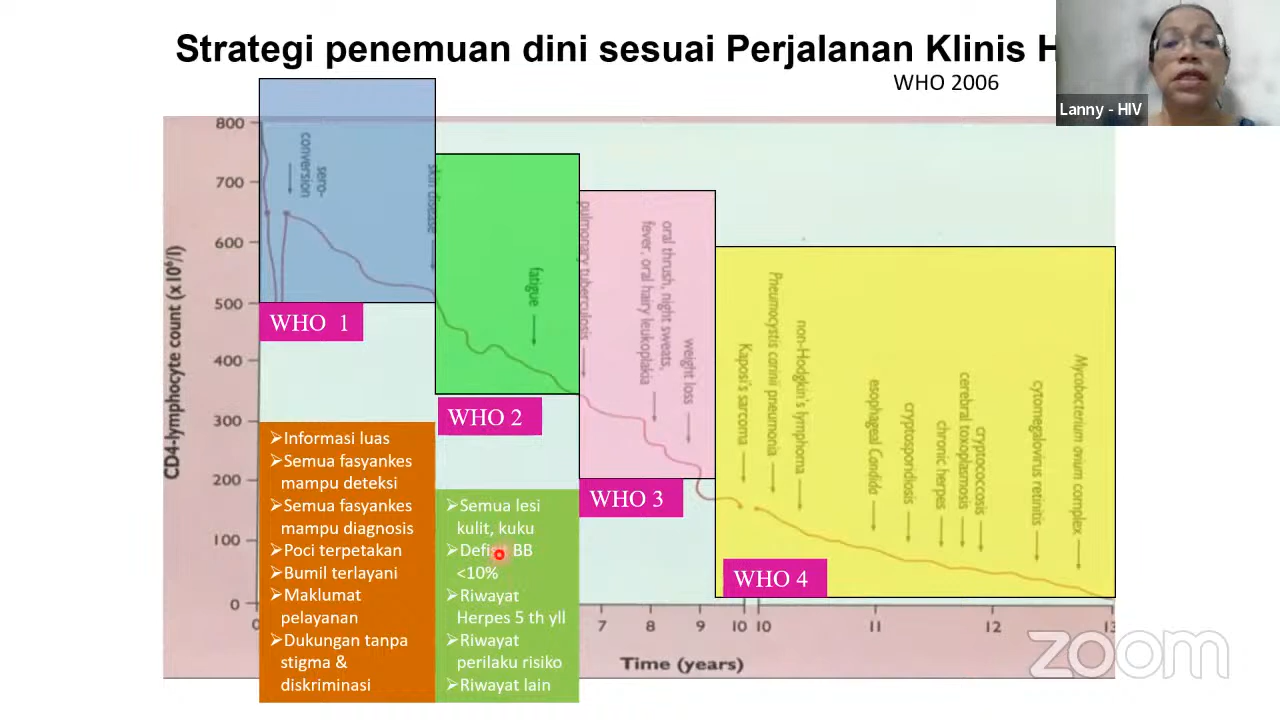 Strategi penemuan dini sesuai Perjalanan Klinis H
WHO 2006
Lanny - HIV
CD4-lymphocyte count (x10⁶/l)
800
700
600
500
400
300
200
100
0
sero-
conversion
skin disease
fatigue
pulmonary tuberculosis
oral thrush, night sweats,
fever, oral hairy leukoplakia
weight loss
Kaposi's sarcoma
Pneumocystis carinii pneumonia
non-Hodgkin's lymphoma
esophageal Candida
cryptosporidiosis
chronic herpes
cerebral toxoplasmosis
cryptococcosis
cytomegalovirus retinitis
Mycobacterium avium complex
WHO 1
WHO 2
WHO 3
WHO 4
➢Informasi luas
➢Semua fasyankes
mampu deteksi
➢Semua fasyankes
mampu diagnosis
➢Poci terpetakan
➢Bumil terlayani
➢Maklumat
pelayanan
➢Dukungan tanpa
stigma &
diskriminasi
➢Semua lesi
kulit, kuku
➢Defisit BB
<10%
➢Riwayat
Herpes 5 th yll
➢Riwayat
perilaku risiko
➢Riwayat lain
0 7 8 9 10 10 11 12 13
Time (years)
zoom